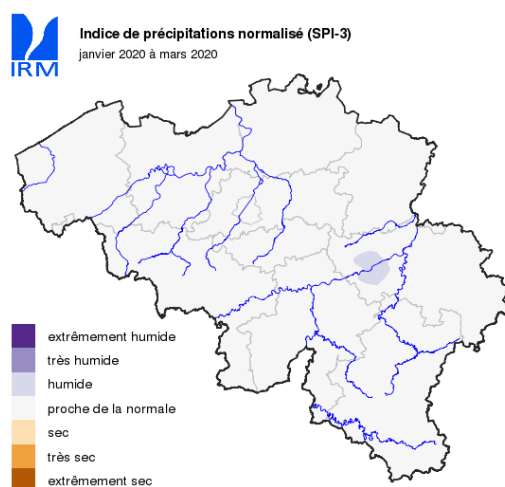 Indice de précipitations normalisé (SPI-3)
janvier 2020 à mars 2020
IRM
extrêmement humide
très humide
humide
proche de la normale
sec
très sec
extrêmement sec